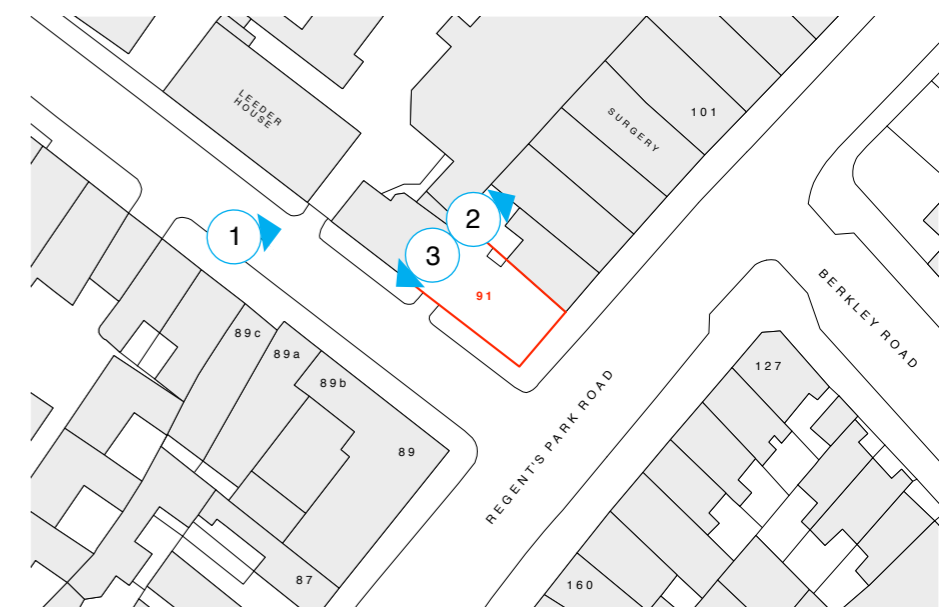 LEEDER
HOUSE
101
SURGERY
2
1
3
91
BERKLEY ROAD
89c
89a
127
89b
REGENT'S PARK ROAD
89
87
160